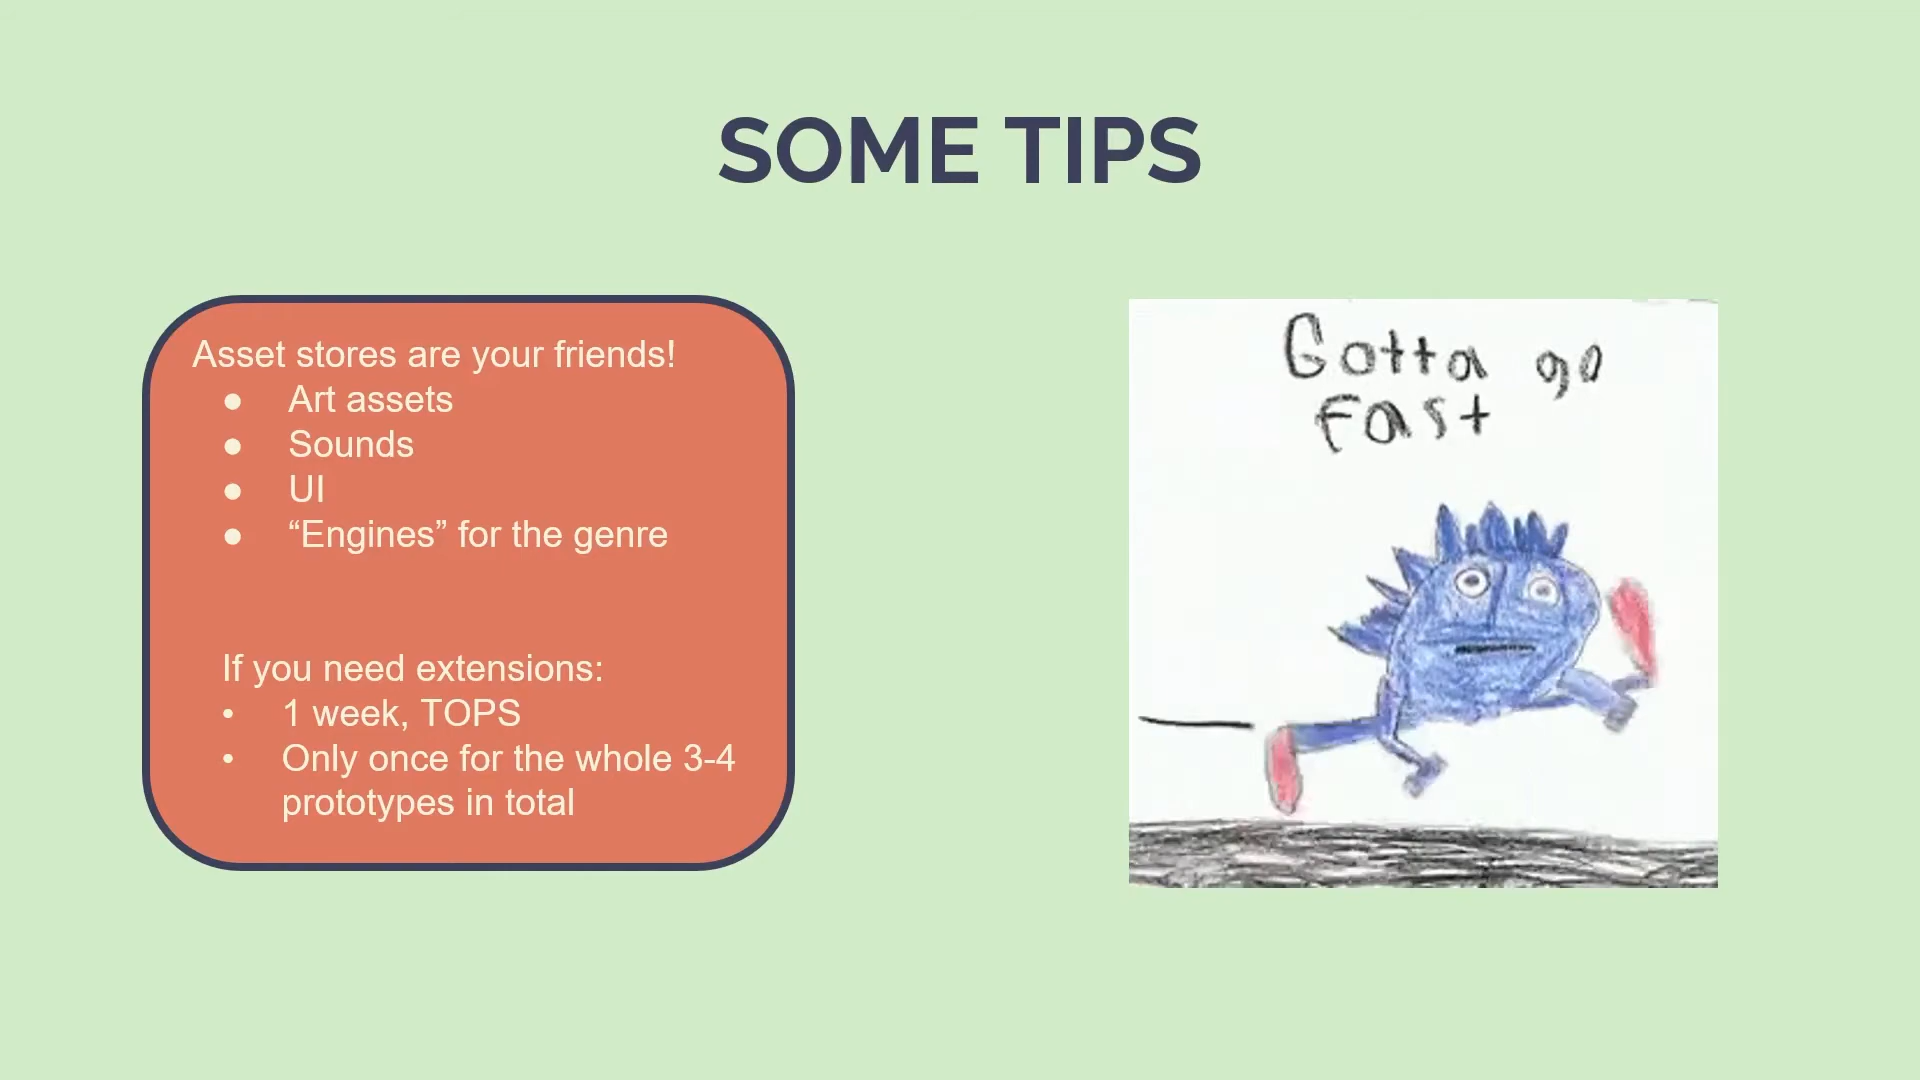 SOME TIPS
Asset stores are your friends!
● Art assets
● Sounds
● UI
● “Engines” for the genre
If you need extensions:
• 1 week, TOPS
• Only once for the whole 3-4
prototypes in total
Gotta go
fast